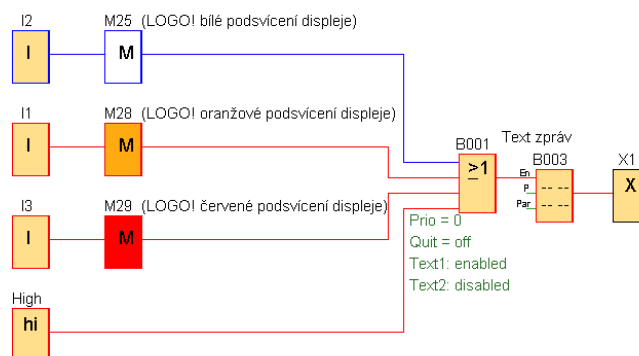 I2
M25 (LOGO! bílé podsvícení displeje)
I
M
I1
M28 (LOGO! oranžové podsvícení displeje)
I
M
B001
≥1
Text zpráv
B003
En
P
Par
X1
X
I3
M29 (LOGO! červené podsvícení displeje)
I
M
Prio = 0
Quit = off
Text1: enabled
Text2: disabled
High
hi